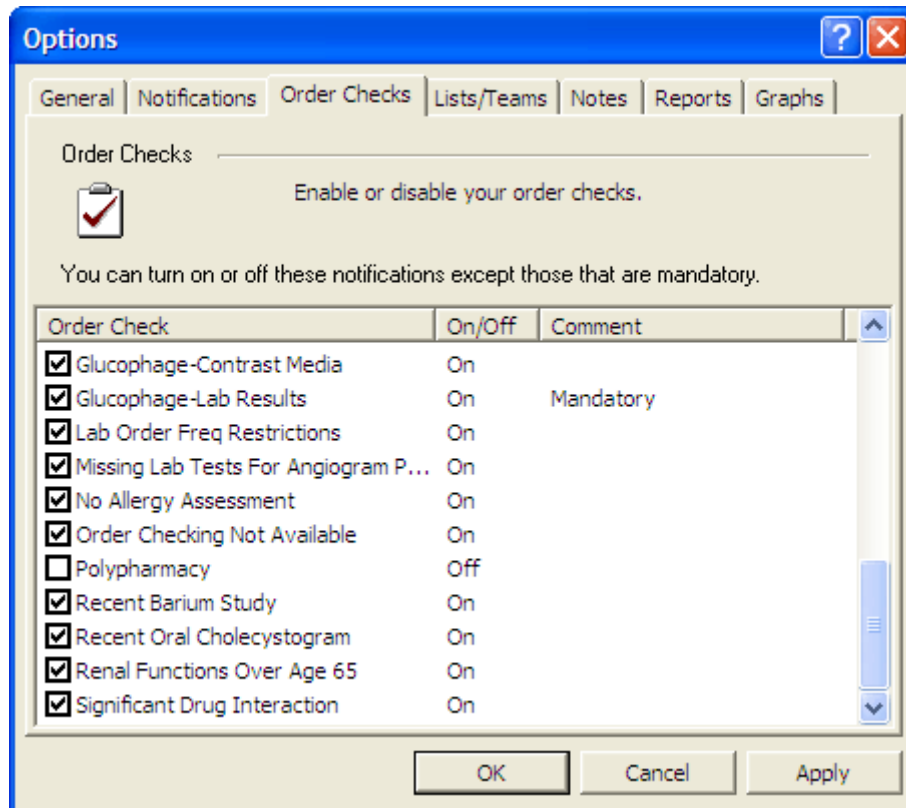 Options
General Notifications Order Checks Lists/Teams Notes Reports Graphs
Order Checks
Enable or disable your order checks.
You can turn on or off these notifications except those that are mandatory.
Order Check On/Off Comment
Glucophage-Contrast Media On
Glucophage-Lab Results On Mandatory
Lab Order Freq Restrictions On
Missing Lab Tests For Angiogram P... On
No Allergy Assessment On
Order Checking Not Available On
Polypharmacy Off
Recent Barium Study On
Recent Oral Cholecystogram On
Renal Functions Over Age 65 On
Significant Drug Interaction On
OK Cancel Apply